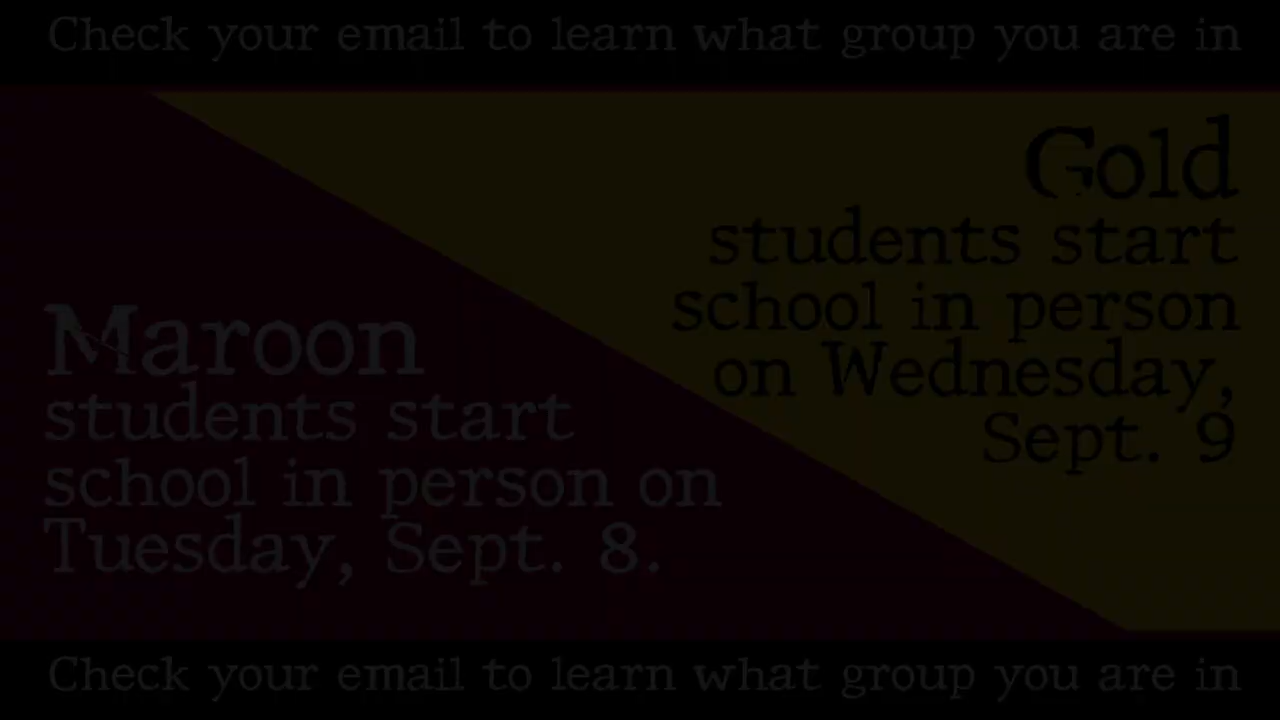 Check your email to learn what group you are in
Gold
students start
school in person
on Wednesday,
Sept. 9
Maroon
students start
school in person on
Tuesday, Sept. 8.
Check your email to learn what group you are in